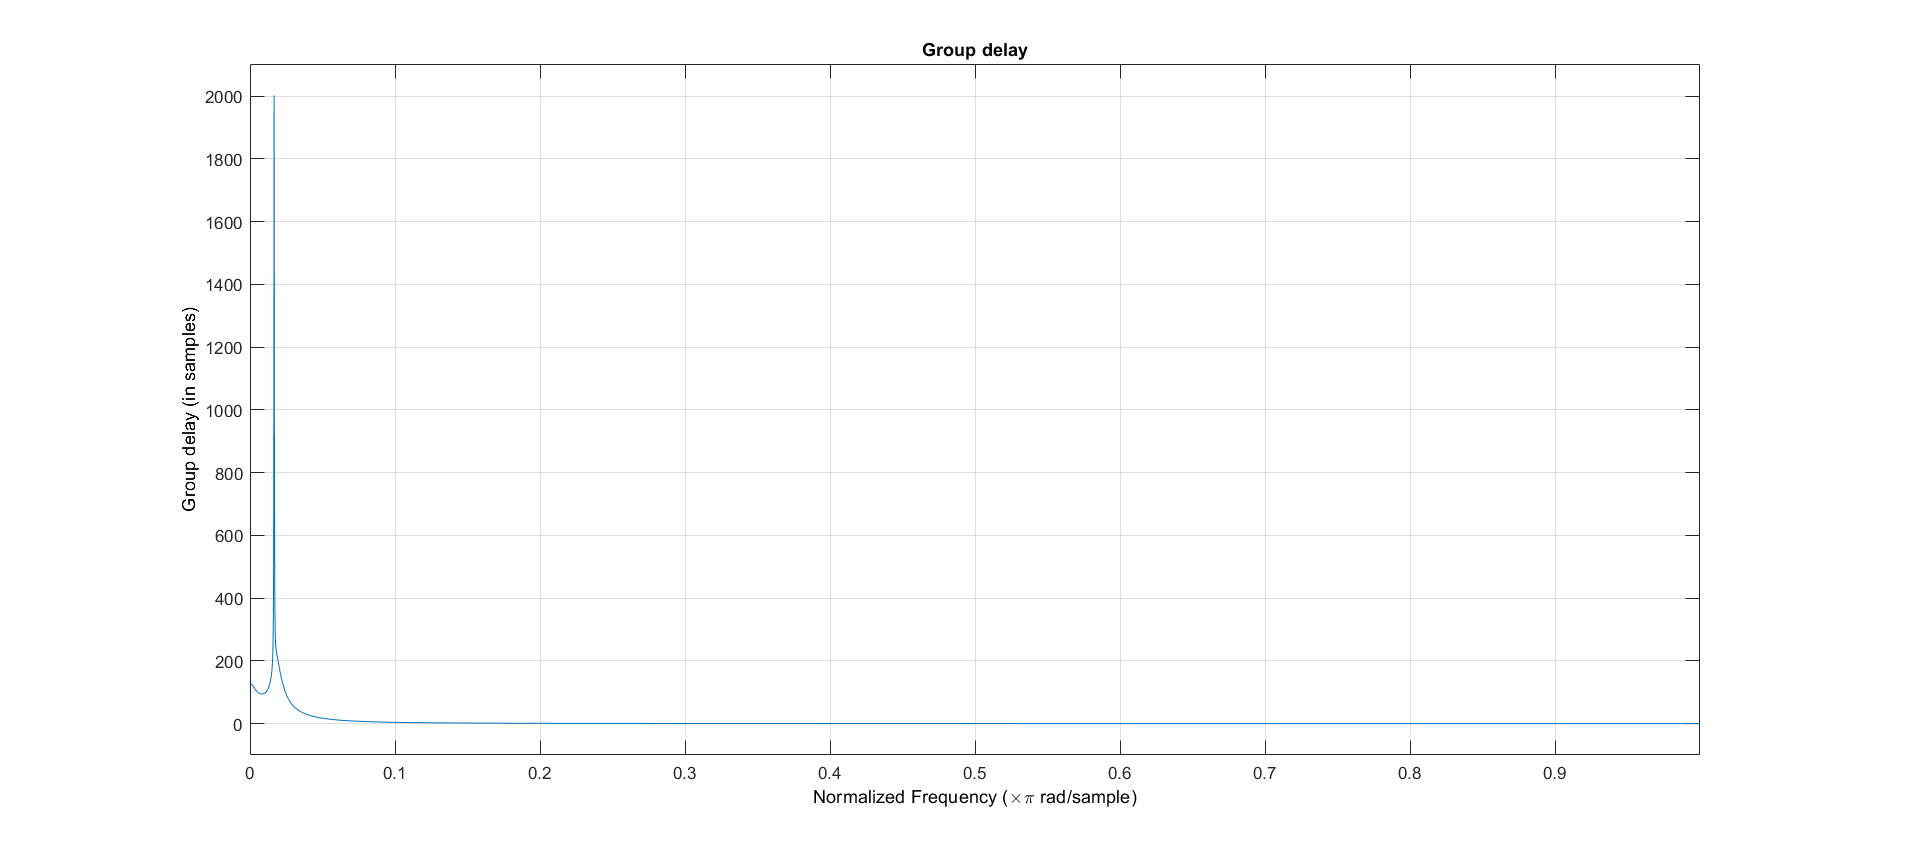 Group delay
2000
1800
1600
1400
1200
1000
800
600
400
200
0
Group delay (in samples)
0 0.1 0.2 0.3 0.4 0.5 0.6 0.7 0.8 0.9
Normalized Frequency (×π rad/sample)